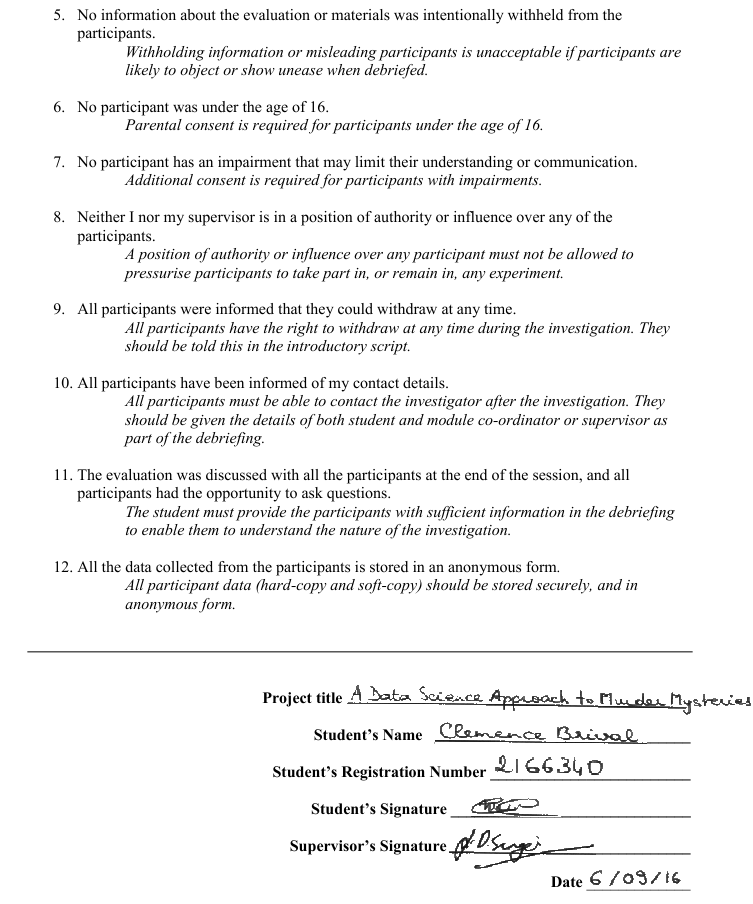 5. No information about the evaluation or materials was intentionally withheld from the
participants.
Withholding information or misleading participants is unacceptable if participants are
likely to object or show unease when debriefed.
6. No participant was under the age of 16.
Parental consent is required for participants under the age of 16.
7. No participant has an impairment that may limit their understanding or communication.
Additional consent is required for participants with impairments.
8. Neither I nor my supervisor is in a position of authority or influence over any of the
participants.
A position of authority or influence over any participant must not be allowed to
pressurise participants to take part in, or remain in, any experiment.
9. All participants were informed that they could withdraw at any time.
All participants have the right to withdraw at any time during the investigation. They
should be told this in the introductory script.
10. All participants have been informed of my contact details.
All participants must be able to contact the investigator after the investigation. They
should be given the details of both student and module co-ordinator or supervisor as
part of the debriefing.
11. The evaluation was discussed with all the participants at the end of the session, and all
participants had the opportunity to ask questions.
The student must provide the participants with sufficient information in the debriefing
to enable them to understand the nature of the investigation.
12. All the data collected from the participants is stored in an anonymous form.
All participant data (hard-copy and soft-copy) should be stored securely, and in
anonymous form.
Project title A Data Science Approach to Murder Mysteries
Student's Name Clemence Brival
Student's Registration Number 2166340
Student's Signature
Supervisor's Signature
Date 6/09/16